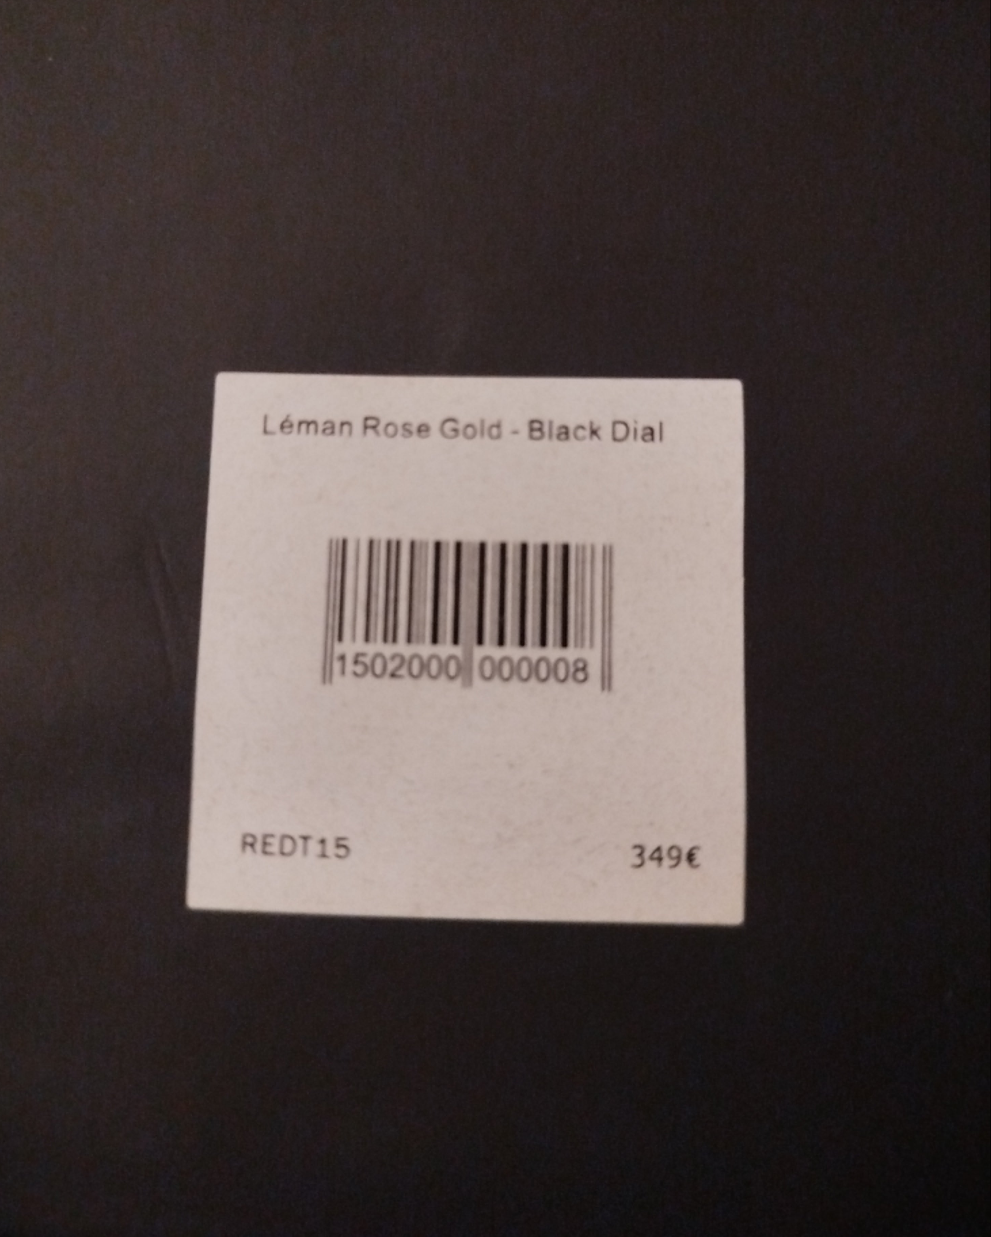 Léman Rose Gold - Black Dial
1502000 000008
REDT15
349€